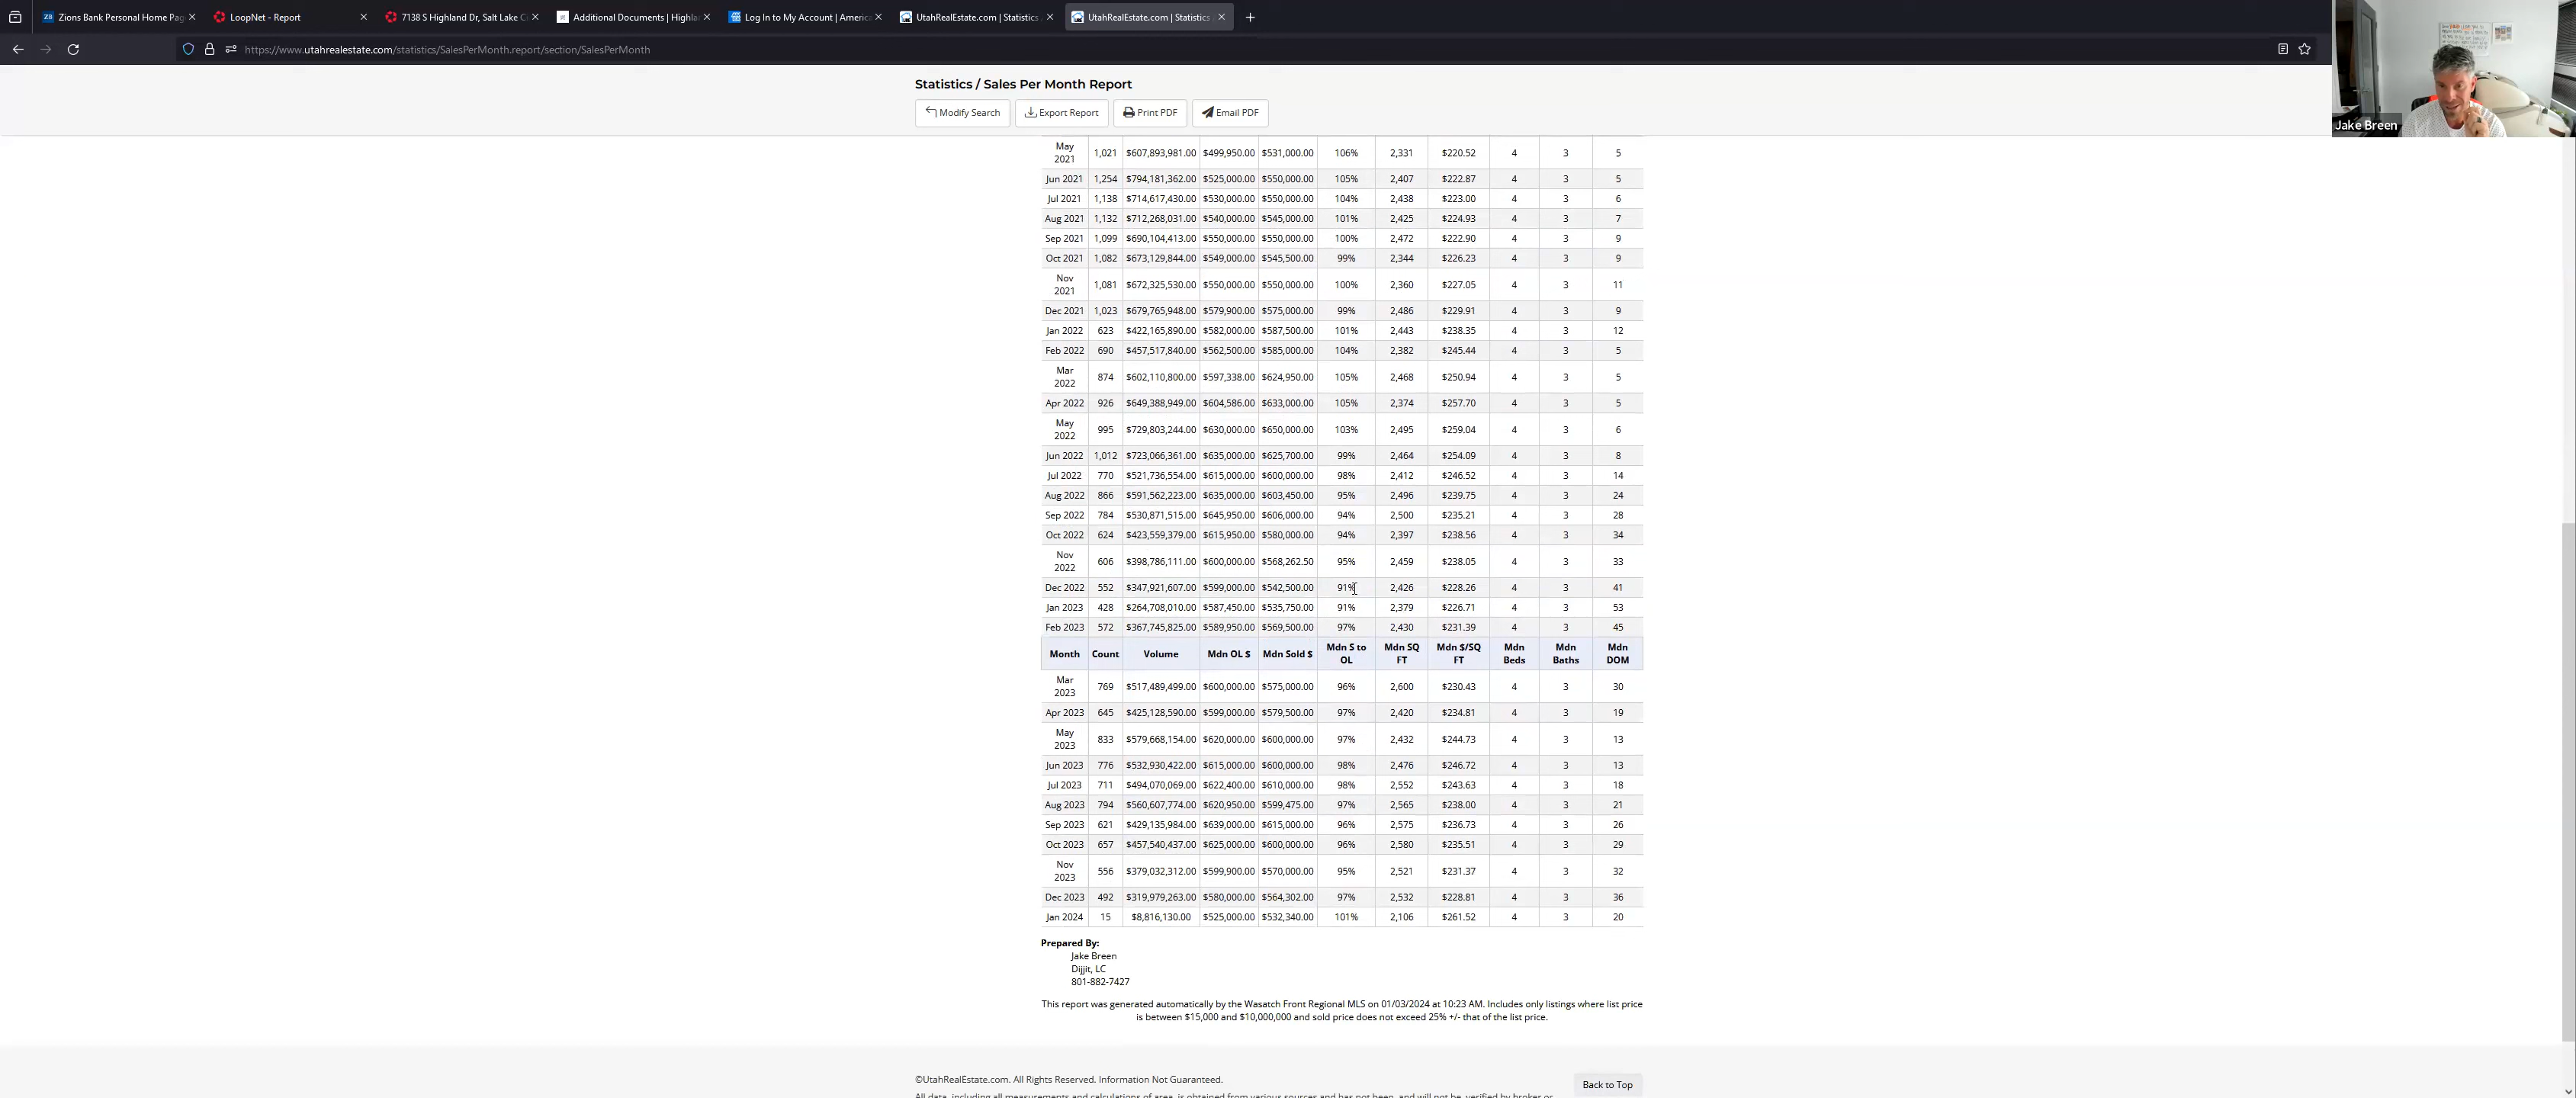 Zions Bank Personal Home Pag
LoopNet - Report
7138 S Highland Dr, Salt Lake Ci
Additional Documents | Highla
Log In to My Account | America
UtahRealEstate.com | Statistics
UtahRealEstate.com | Statistics
https://www.utahrealestate.com/statistics/SalesPerMonth.report/section/SalesPerMonth
Jake Breen
Statistics / Sales Per Month Report
Modify Search Export Report Print PDF Email PDF
May 2021 1,021 $607,893,981.00 $499,950.00 $531,000.00 106% 2,331 $220.52 4 3 5
Jun 2021 1,254 $794,181,362.00 $525,000.00 $550,000.00 105% 2,407 $222.87 4 3 5
Jul 2021 1,138 $714,617,430.00 $530,000.00 $550,000.00 104% 2,438 $223.00 4 3 6
Aug 2021 1,132 $712,268,031.00 $540,000.00 $545,000.00 101% 2,425 $224.93 4 3 7
Sep 2021 1,099 $690,104,413.00 $550,000.00 $550,000.00 100% 2,472 $222.90 4 3 9
Oct 2021 1,082 $673,129,844.00 $549,000.00 $545,500.00 99% 2,344 $226.23 4 3 9
Nov 2021 1,081 $672,325,530.00 $550,000.00 $550,000.00 100% 2,360 $227.05 4 3 11
Dec 2021 1,023 $679,765,948.00 $579,900.00 $575,000.00 99% 2,486 $229.91 4 3 9
Jan 2022 623 $422,165,890.00 $582,000.00 $587,500.00 101% 2,443 $238.35 4 3 12
Feb 2022 690 $457,517,840.00 $562,500.00 $585,000.00 104% 2,382 $245.44 4 3 5
Mar 2022 874 $602,110,800.00 $597,338.00 $624,950.00 105% 2,468 $250.94 4 3 5
Apr 2022 926 $649,388,949.00 $604,586.00 $633,000.00 105% 2,374 $257.70 4 3 5
May 2022 995 $729,803,244.00 $630,000.00 $650,000.00 103% 2,495 $259.04 4 3 6
Jun 2022 1,012 $723,066,361.00 $635,000.00 $625,700.00 99% 2,464 $254.09 4 3 8
Jul 2022 770 $521,736,554.00 $615,000.00 $600,000.00 98% 2,412 $246.52 4 3 14
Aug 2022 866 $591,562,223.00 $635,000.00 $603,450.00 95% 2,496 $239.75 4 3 24
Sep 2022 784 $530,871,515.00 $645,950.00 $606,000.00 94% 2,500 $235.21 4 3 28
Oct 2022 624 $423,559,379.00 $615,950.00 $580,000.00 94% 2,397 $238.56 4 3 34
Nov 2022 606 $398,786,111.00 $600,000.00 $568,262.50 95% 2,459 $238.05 4 3 33
Dec 2022 552 $347,921,607.00 $599,000.00 $542,500.00 91% 2,426 $228.26 4 3 41
Jan 2023 428 $264,708,010.00 $587,450.00 $535,750.00 91% 2,379 $226.71 4 3 53
Feb 2023 572 $367,745,825.00 $589,950.00 $569,500.00 97% 2,430 $231.39 4 3 45
Month Count Volume Mdn OL $ Mdn Sold $ Mdn S to OL Mdn SQ FT Mdn $/SQ FT Mdn Beds Mdn Baths Mdn DOM
Mar 2023 769 $517,489,499.00 $600,000.00 $575,000.00 96% 2,600 $230.43 4 3 30
Apr 2023 645 $425,128,590.00 $599,000.00 $579,500.00 97% 2,420 $234.81 4 3 19
May 2023 833 $579,668,154.00 $620,000.00 $600,000.00 97% 2,432 $244.73 4 3 13
Jun 2023 776 $532,930,422.00 $615,000.00 $600,000.00 98% 2,476 $246.72 4 3 13
Jul 2023 711 $494,070,069.00 $622,400.00 $610,000.00 98% 2,552 $243.63 4 3 18
Aug 2023 794 $560,607,774.00 $620,950.00 $599,475.00 97% 2,565 $238.00 4 3 21
Sep 2023 621 $429,135,984.00 $639,000.00 $615,000.00 96% 2,575 $236.73 4 3 26
Oct 2023 657 $457,540,437.00 $625,000.00 $600,000.00 96% 2,580 $235.51 4 3 29
Nov 2023 556 $379,032,312.00 $599,900.00 $570,000.00 95% 2,521 $231.37 4 3 32
Dec 2023 492 $319,979,263.00 $580,000.00 $564,302.00 97% 2,532 $228.81 4 3 36
Jan 2024 15 $8,816,130.00 $525,000.00 $532,340.00 101% 2,106 $261.52 4 3 20
Prepared By:
Jake Breen
Dijjit, LC
801-882-7427
This report was generated automatically by the Wasatch Front Regional MLS on 01/03/2024 at 10:23 AM. Includes only listings where list price
is between $15,000 and $10,000,000 and sold price does not exceed 25% +/- that of the list price.
©UtahRealEstate.com. All Rights Reserved. Information Not Guaranteed.
Back to Top
All data, including all measurements and calculations of area, is obtained from various sources and has not been, and will not be, verified by broker or